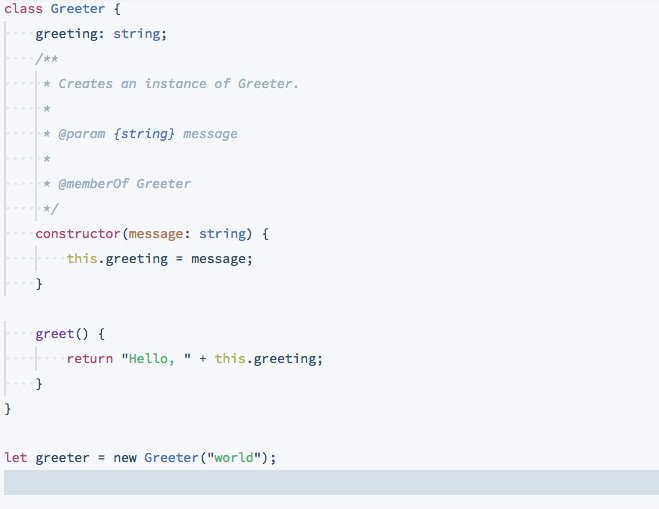 class Greeter {
    greeting: string;
    /**
     * Creates an instance of Greeter.
     *
     * @param {string} message
     *
     * @memberOf Greeter
     */
    constructor(message: string) {
        this.greeting = message;
    }

    greet() {
        return "Hello, " + this.greeting;
    }
}

let greeter = new Greeter("world");